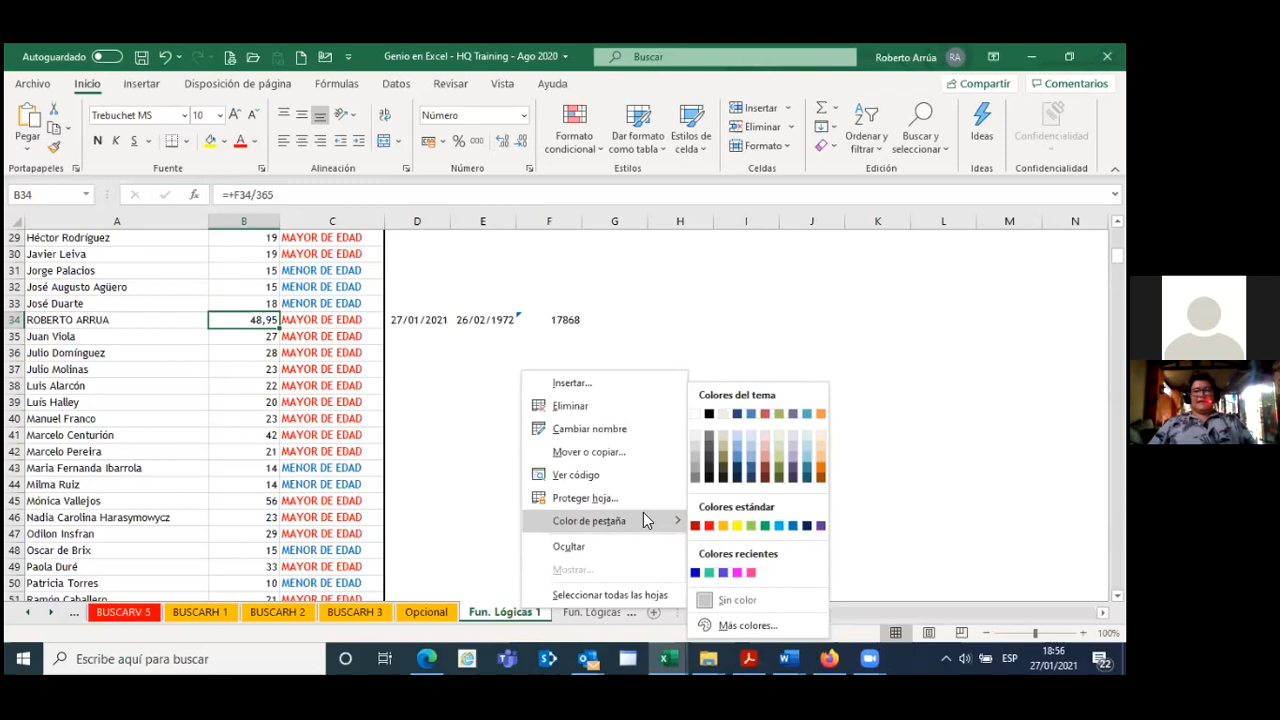 Autoguardado
Genio en Excel - HQ Training - Ago 2020
Buscar
Roberto Arrúa
RA
Archivo Inicio Insertar Disposición de página Fórmulas Datos Revisar Vista Ayuda
Compartir
Comentarios
Trebuchet MS 10
Número
Insertar
Eliminar
Formato
Pegar
N K S
Formato condicional
Dar formato como tabla
Estilos de celda
Ordenar y filtrar
Buscar y seleccionar
Ideas
Confidencialidad
Portapapeles Fuente Alineación Número Estilos Celdas Edición Ideas Confidencialidad
B34 fx =+F34/365
A B C D E F G H I J K L M N
29 Héctor Rodríguez 19 MAYOR DE EDAD
30 Javier Leiva 19 MAYOR DE EDAD
31 Jorge Palacios 15 MENOR DE EDAD
32 José Augusto Agüero 15 MENOR DE EDAD
33 José Duarte 18 MENOR DE EDAD
34 ROBERTO ARRUA 48,95 MAYOR DE EDAD 27/01/2021 26/02/1972 17868
35 Juan Viola 27 MAYOR DE EDAD
36 Julio Domínguez 28 MAYOR DE EDAD
37 Julio Molinas 23 MAYOR DE EDAD
38 Luis Alarcón 22 MAYOR DE EDAD
39 Luis Halley 20 MAYOR DE EDAD
40 Manuel Franco 23 MAYOR DE EDAD
41 Marcelo Centurión 42 MAYOR DE EDAD
42 Marcelo Pereira 21 MAYOR DE EDAD
43 Maria Fernanda Ibarrola 14 MENOR DE EDAD
44 Milma Ruiz 14 MENOR DE EDAD
45 Mónica Vallejos 56 MAYOR DE EDAD
46 Nadia Carolina Harasymowycz 23 MAYOR DE EDAD
47 Odilon Insfran 29 MAYOR DE EDAD
48 Oscar de Brix 15 MENOR DE EDAD
49 Paola Duré 33 MAYOR DE EDAD
50 Patricia Torres 10 MENOR DE EDAD
51 Ramón Caballero
Insertar...
Eliminar
Cambiar nombre
Mover o copiar...
Ver código
Proteger hoja...
Color de pestaña
Ocultar
Mostrar...
Seleccionar todas las hojas
Colores del tema
Colores estándar
Colores recientes
Sin color
Más colores...
... BUSCARV 5 BUSCARH 1 BUSCARH 2 BUSCARH 3 Opcional Fun. Lógicas 1 Fun. Lógicas ...
100%
Escribe aquí para buscar
ESP
18:56
27/01/2021
22